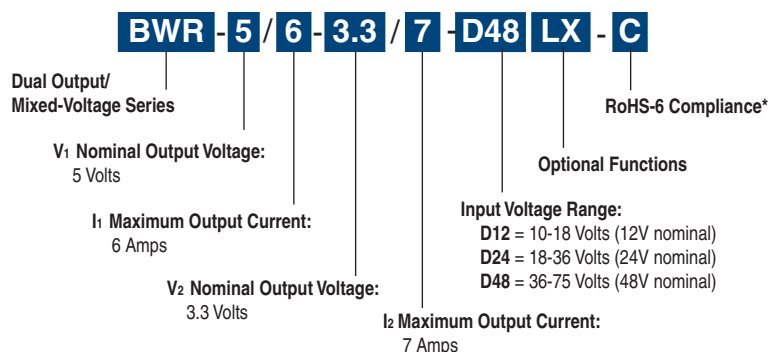 BWR - 5 / 6 - 3.3 / 7 - D48 LX - C
Dual Output/
Mixed-Voltage Series
RoHS-6 Compliance*
V1 Nominal Output Voltage:
5 Volts
Optional Functions
I1 Maximum Output Current:
6 Amps
Input Voltage Range:
D12 = 10-18 Volts (12V nominal)
D24 = 18-36 Volts (24V nominal)
D48 = 36-75 Volts (48V nominal)
V2 Nominal Output Voltage:
3.3 Volts
I2 Maximum Output Current:
7 Amps